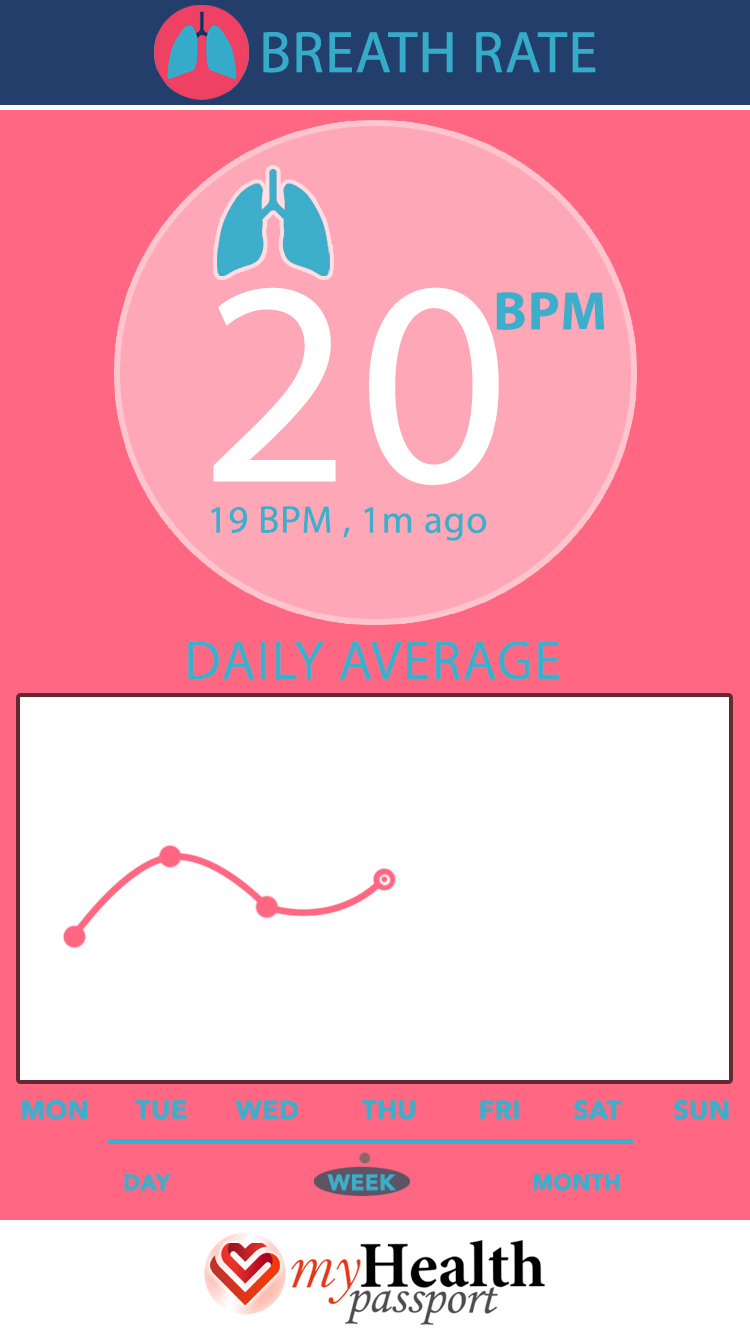 BREATH RATE
20 BPM
19 BPM , 1m ago
DAILY AVERAGE
MON TUE WED THU FRI SAT SUN
DAY WEEK MONTH
myHealth
passport